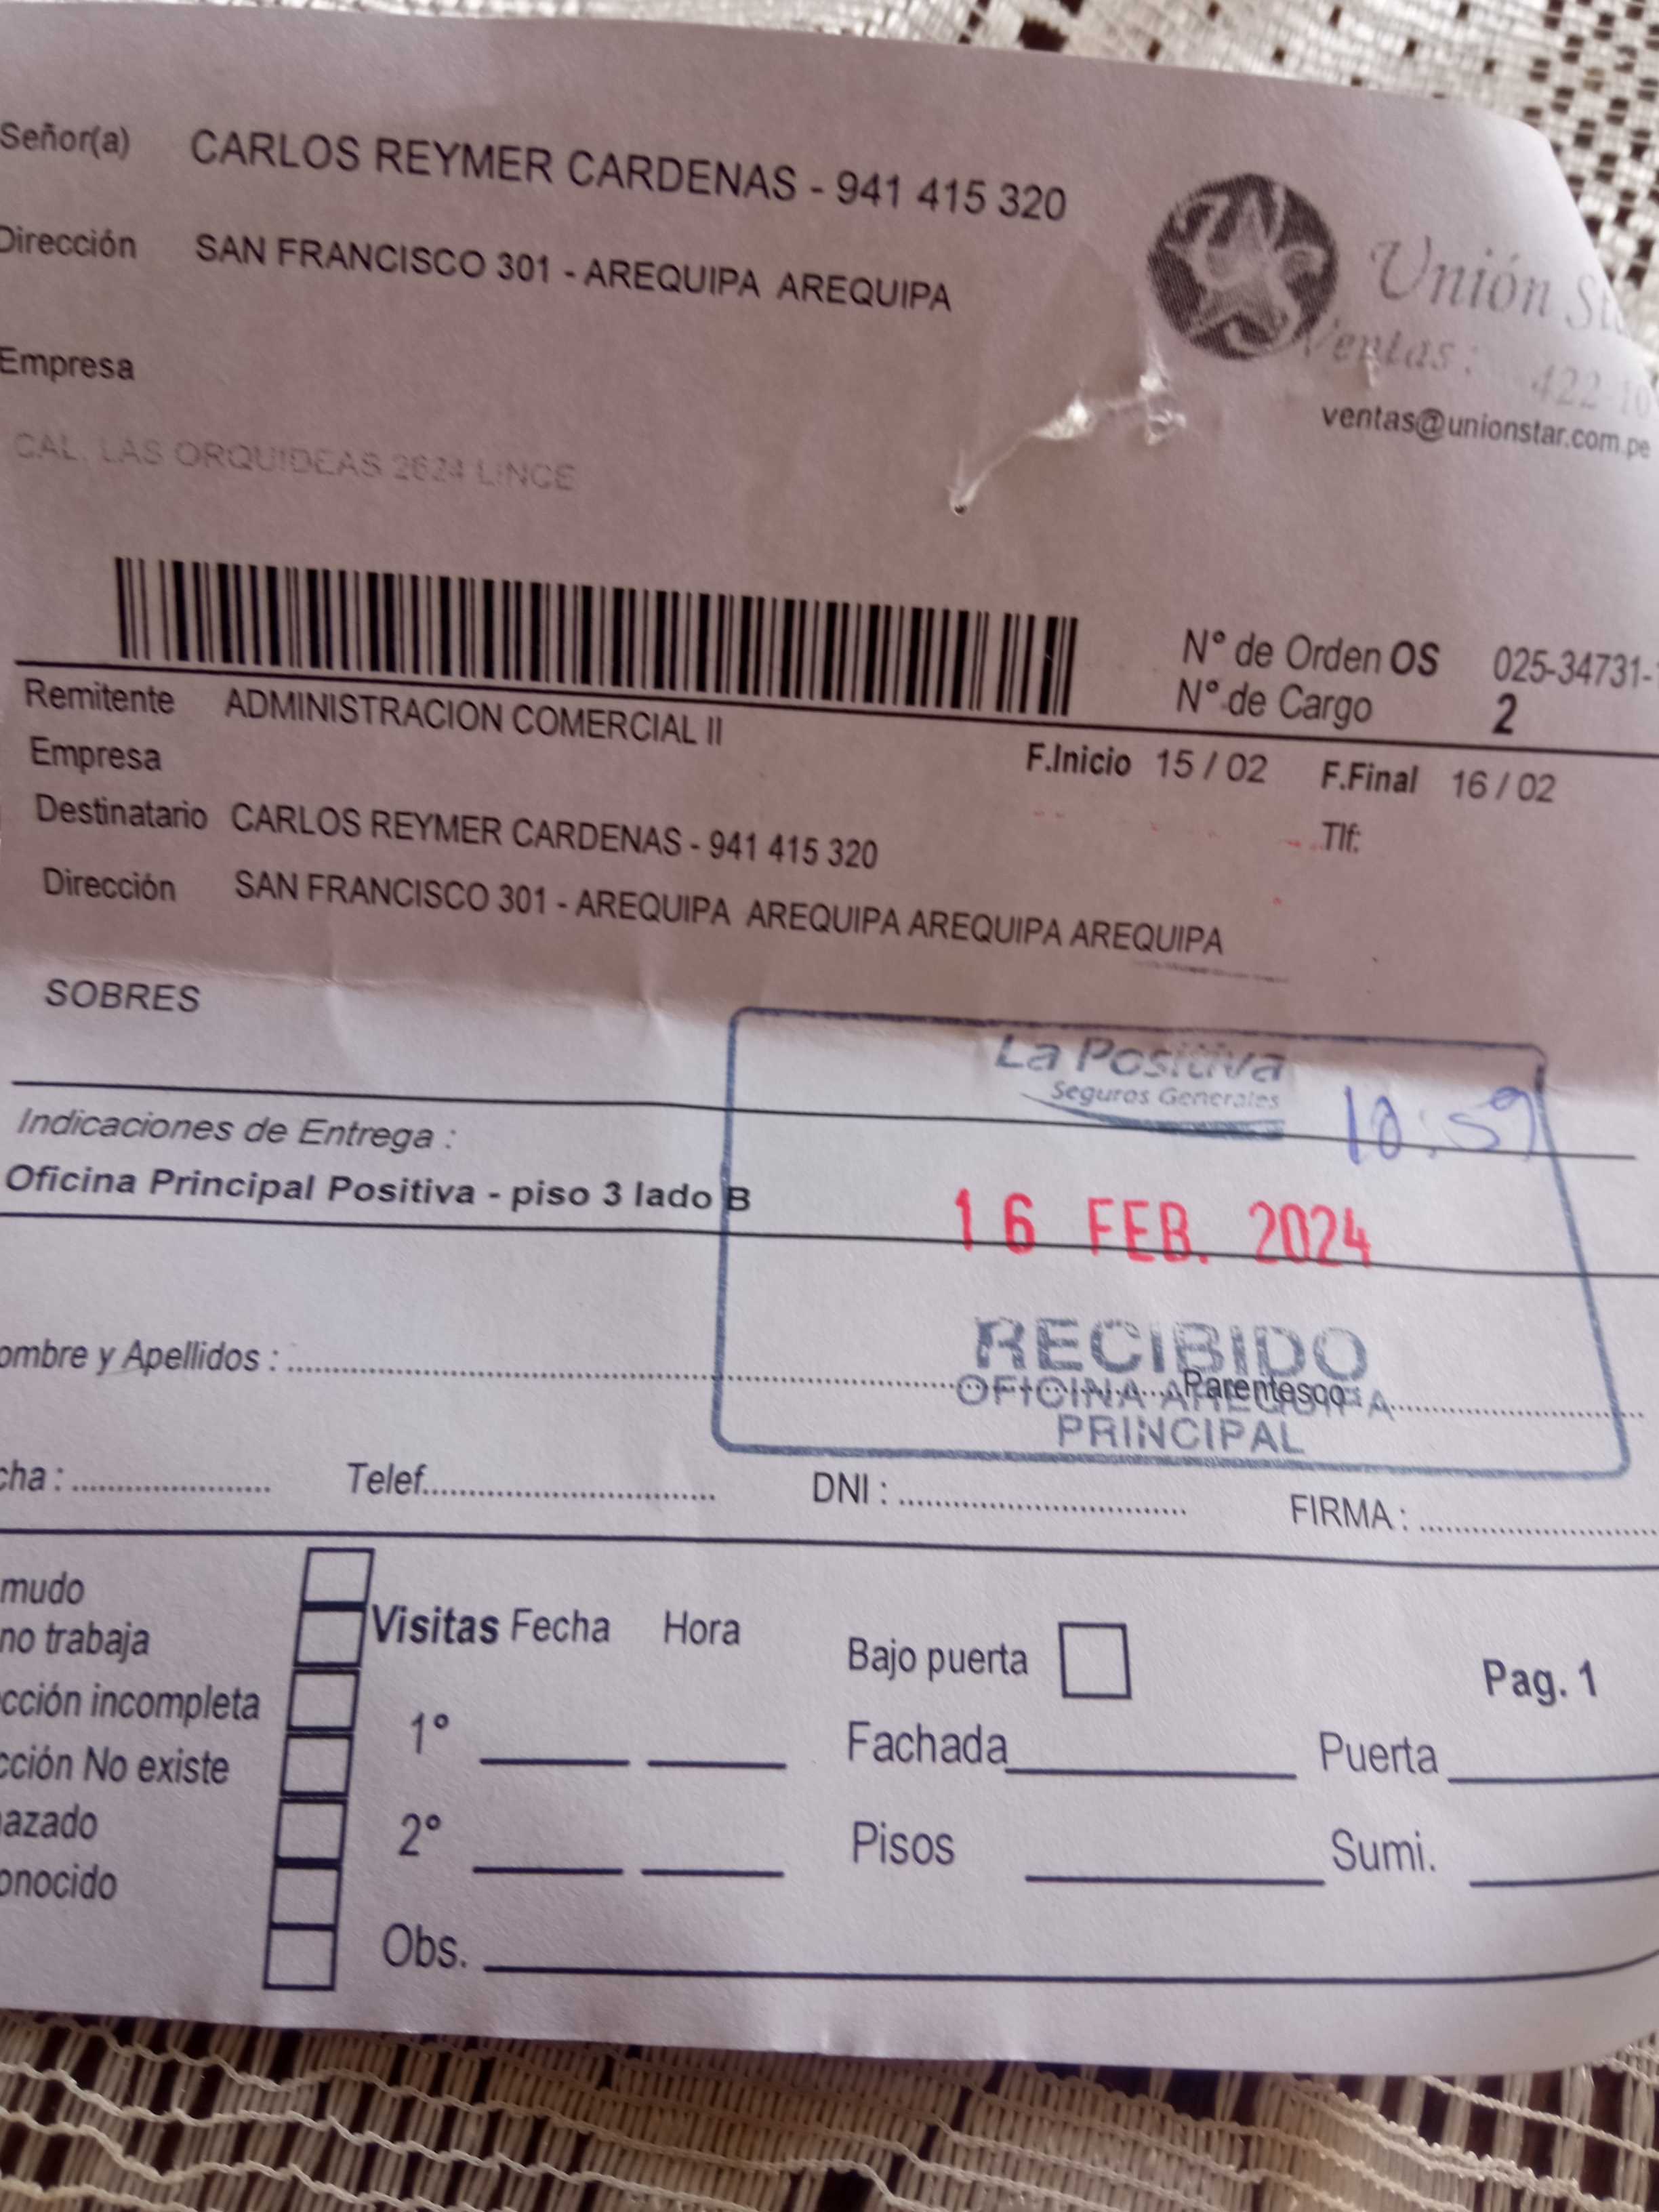 Señor(a) CARLOS REYMER CARDENAS - 941 415 320
Dirección SAN FRANCISCO 301 - AREQUIPA AREQUIPA
Unión
Ventas : 422-10
ventas@unionstar.com.pe
Empresa
CAL. LAS ORQUIDEAS 2624 LINCE
N° de Orden OS 025-34731-
N° de Cargo 2
Remitente ADMINISTRACION COMERCIAL II
Empresa
F.Inicio 15 / 02 F.Final 16 / 02
Destinatario CARLOS REYMER CARDENAS - 941 415 320
Tlf:
Dirección SAN FRANCISCO 301 - AREQUIPA AREQUIPA AREQUIPA AREQUIPA
SOBRES
La Positiva
Seguros Generales
Indicaciones de Entrega :
Oficina Principal Positiva - piso 3 lado B
16 FEB. 2024
RECIBIDO
OFICINA AREQUIPA
PRINCIPAL
ombre y Apellidos : Parentesco
cha : Telef. DNI : FIRMA :
mudo
no trabaja
cción incompleta
cción No existe
azado
onocido
Visitas Fecha Hora
1°
2°
Obs.
Bajo puerta
Pag. 1
Fachada Puerta
Pisos Sumi.